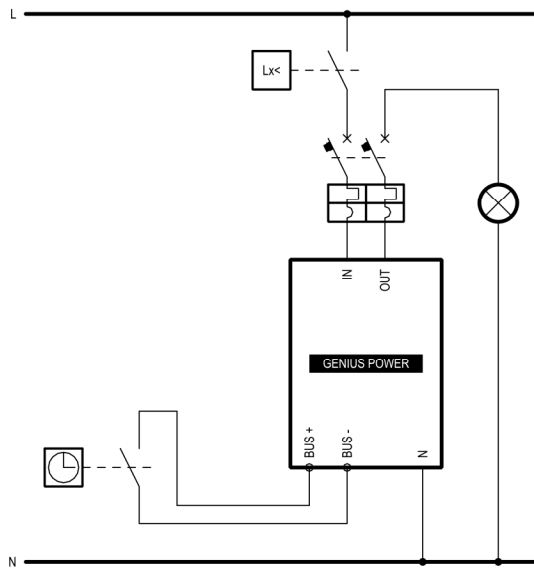 L
Lx<
IN
OUT
GENIUS POWER
BUS +
BUS -
N
N